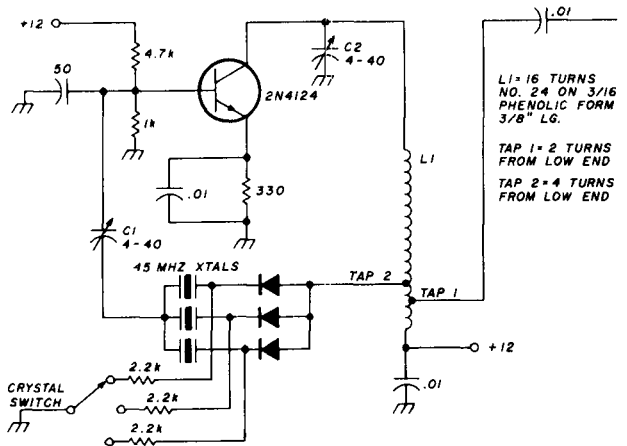 +12
4.7k
50
1k
2N4124
C2
4-40
.01
L1= 16 TURNS
NO. 24 ON 3/16
PHENOLIC FORM
3/8" LG.
TAP 1= 2 TURNS
FROM LOW END
TAP 2= 4 TURNS
FROM LOW END
L1
.01
330
C1
4-40
45 MHZ XTALS
TAP 2
TAP 1
+12
.01
2.2k
CRYSTAL
SWITCH
2.2k
2.2k